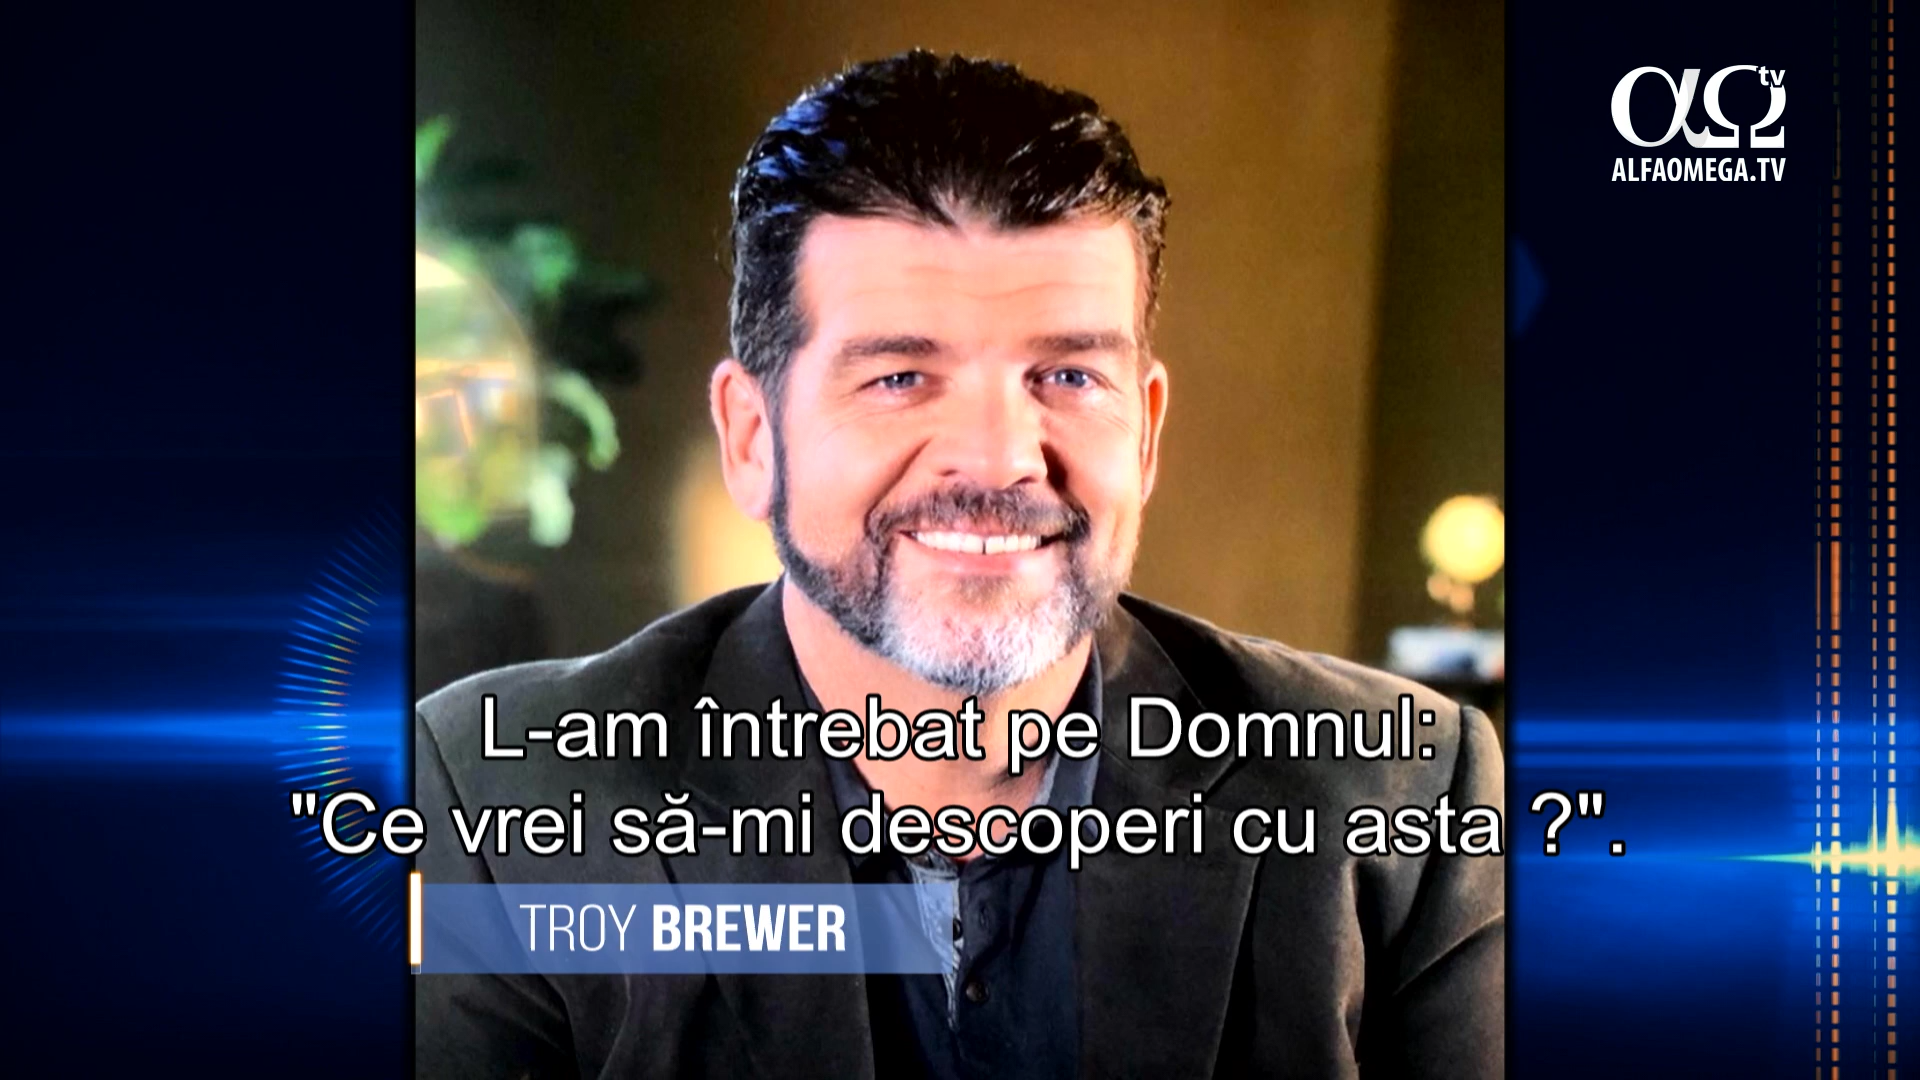 αΩ tv
ALFAOMEGA.TV
L-am întrebat pe Domnul:
"Ce vrei să-mi descoperi cu asta ?".
TROY BREWER